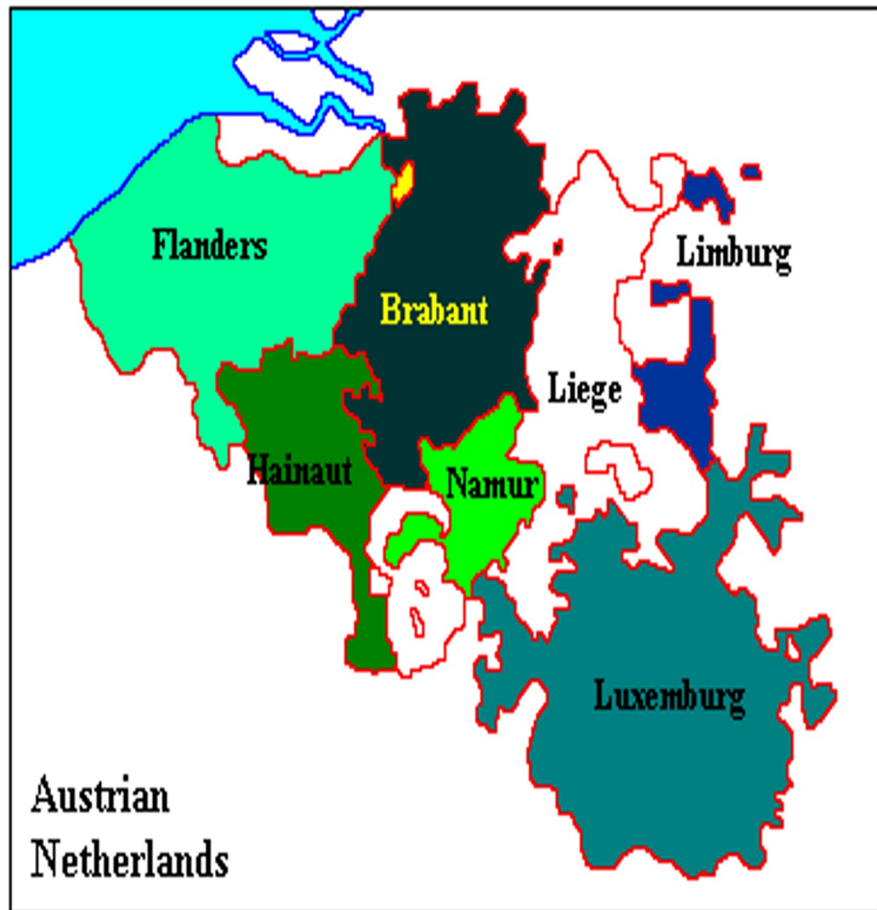 Flanders
Limburg
Brabant
Liege
Hainaut
Namur
Luxemburg
Austrian
Netherlands